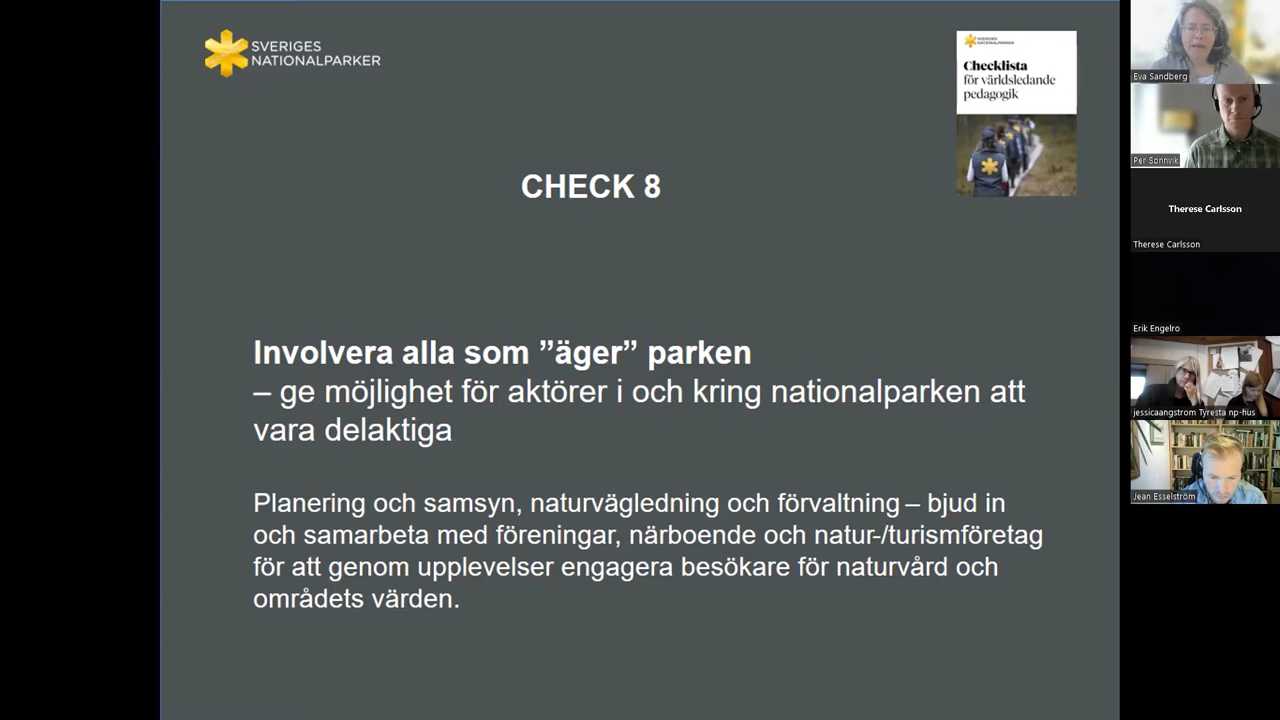 SVERIGES
NATIONALPARKER
SVERIGES
NATIONALPARKER
Checklista
för världsledande
pedagogik
CHECK 8
Involvera alla som ”äger” parken
– ge möjlighet för aktörer i och kring nationalparken att
vara delaktiga
Planering och samsyn, naturvägledning och förvaltning – bjud in
och samarbeta med föreningar, närboende och natur-/turismföretag
för att genom upplevelser engagera besökare för naturvård och
områdets värden.
Eva Sandberg
Per Sonnvik
Therese Carlsson
Therese Carlsson
Erik Engelro
jessicaangstrom Tyresta np-hus
Jean Esselström